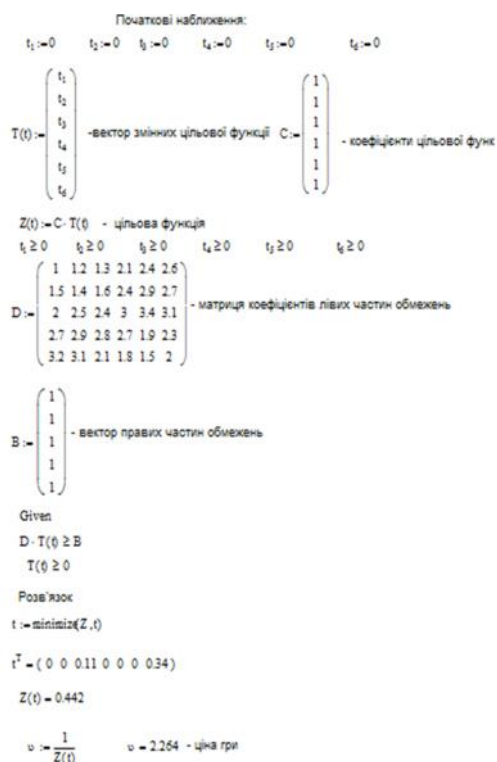 Початкові наближення:
t₁:=0 t₂:=0 t₃:=0 t₄:=0 t₅:=0 t₆:=0
t₁
t₂
T(t):= t₃ -вектор змінних цільової функції C:=
t₄
t₅
t₆
1
1
1
1 - коефіцієнти цільової функ
1
1
Z(t):=C· T(t) - цільова функція
t₁ ≥ 0 t₂ ≥ 0 t₃ ≥ 0 t₄ ≥ 0 t₅ ≥ 0 t₆ ≥ 0
1 1.2 1.3 2.1 2.4 2.6
1.5 1.4 1.6 2.4 2.9 2.7
D:= 2 2.5 2.4 3 3.4 3.1 - матриця коефіцієнтів лівих частин обмежень
2.7 2.9 2.8 2.7 1.9 2.3
3.2 3.1 2.1 1.8 1.5 2
1
1
B:= 1 - вектор правих частин обмежень
1
1
Given
D · T(t) ≥ B
T(t) ≥ 0
Розв'язок
t := minimize(Z,t)
tᵀ = ( 0 0 0.11 0 0 0 0.34 )
Z(t) = 0.442
υ := 1/Z(t) υ = 2.264 - ціна гри